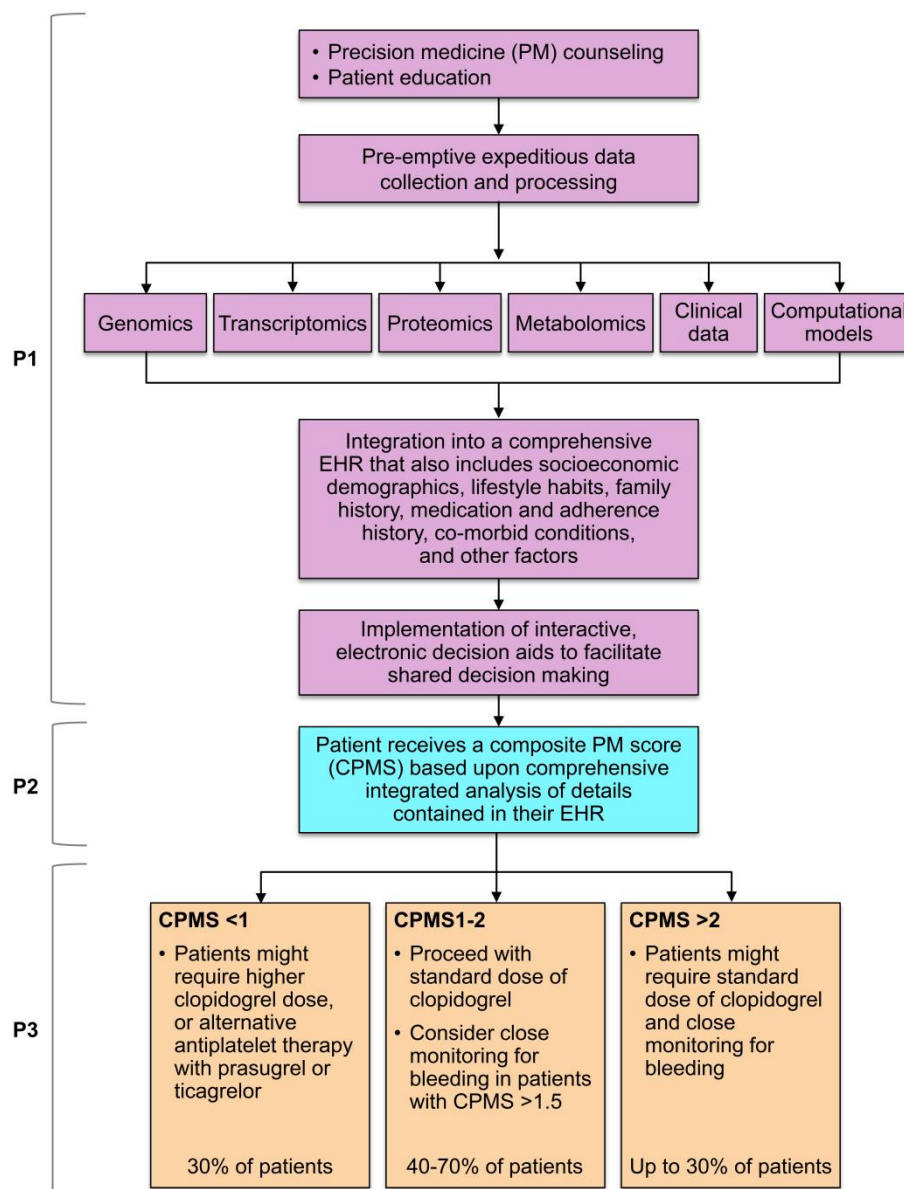 • Precision medicine (PM) counseling
• Patient education
Pre-emptive expeditious data
collection and processing
Genomics
Transcriptomics
Proteomics
Metabolomics
Clinical
data
Computational
models
P1
Integration into a comprehensive
EHR that also includes socioeconomic
demographics, lifestyle habits, family
history, medication and adherence
history, co-morbid conditions,
and other factors
Implementation of interactive,
electronic decision aids to facilitate
shared decision making
P2
Patient receives a composite PM score
(CPMS) based upon comprehensive
integrated analysis of details
contained in their EHR
P3
CPMS <1
• Patients might
require higher
clopidogrel dose,
or alternative
antiplatelet therapy
with prasugrel or
ticagrelor
30% of patients
CPMS1-2
• Proceed with
standard dose of
clopidogrel
• Consider close
monitoring for
bleeding in patients
with CPMS >1.5
40-70% of patients
CPMS >2
• Patients might
require standard
dose of clopidogrel
and close
monitoring for
bleeding
Up to 30% of patients